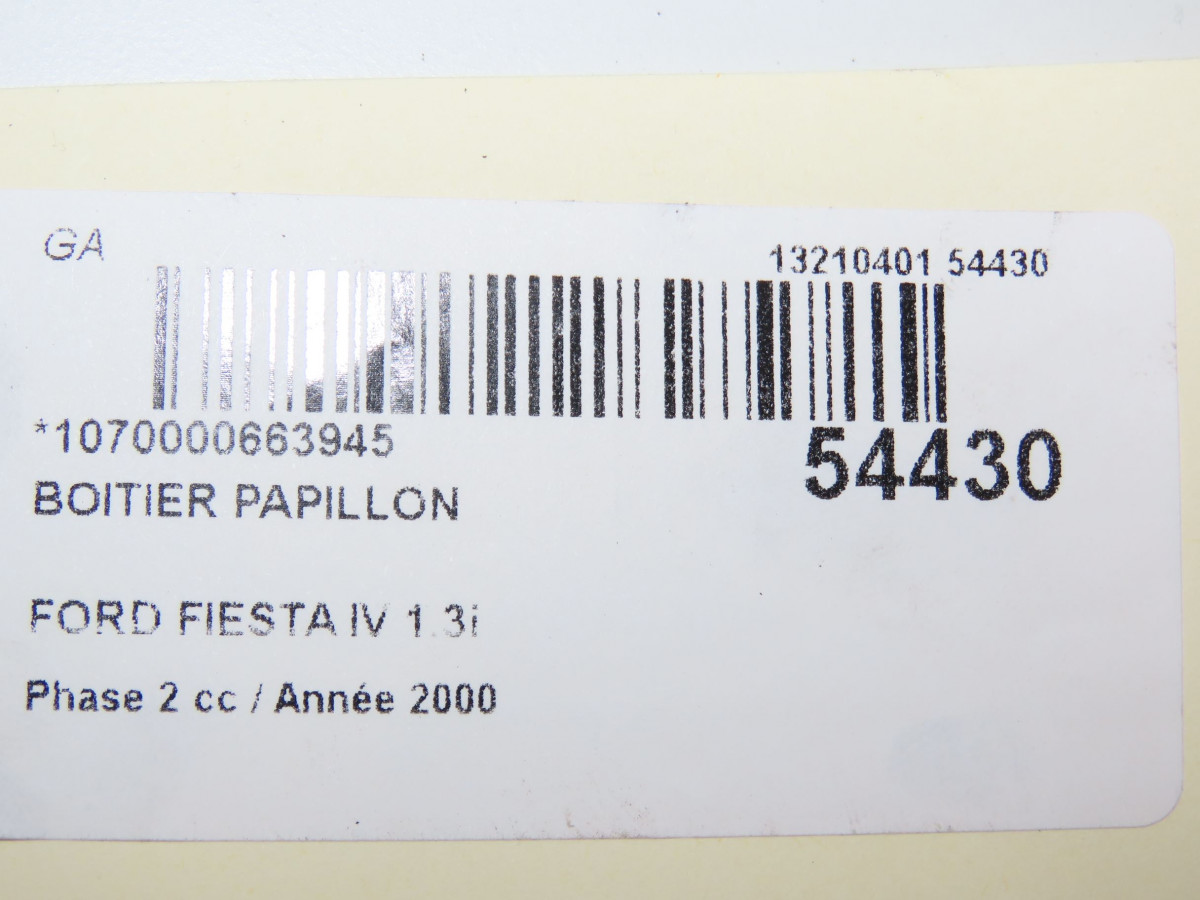 GA
13210401 54430
*1070000663945
54430
BOITIER PAPILLON
FORD FIESTA IV 1.3i
Phase 2 cc / Année 2000